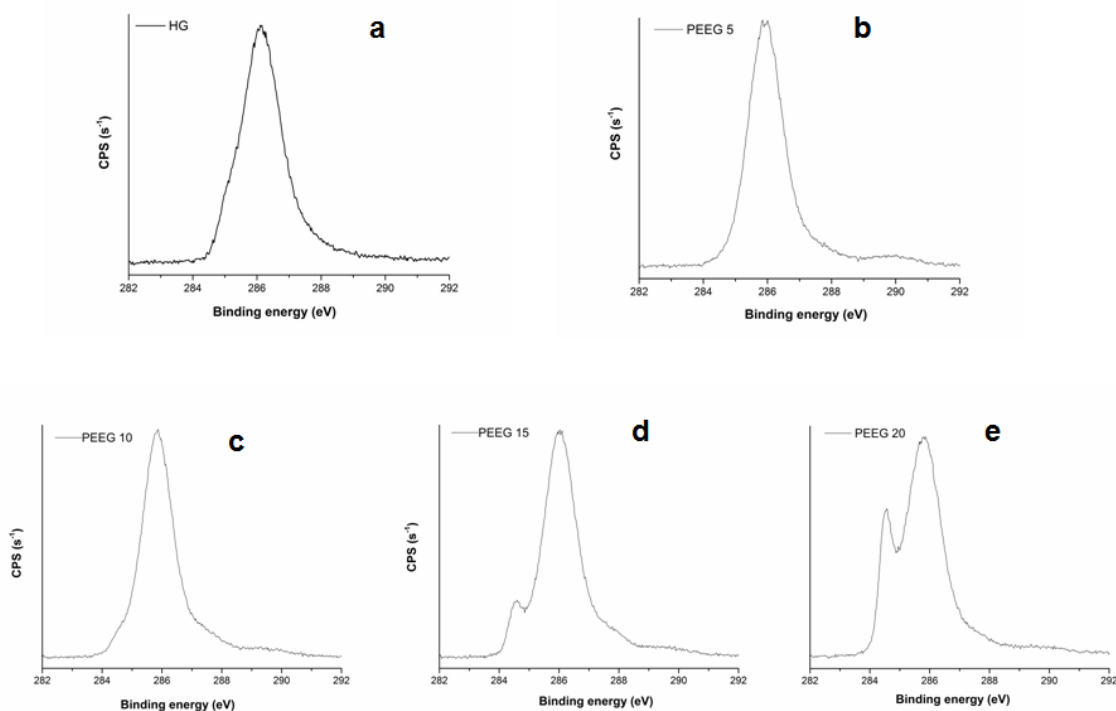 HG
a
CPS (s⁻¹)
282 284 286 288 290 292
Binding energy (eV)
PEEG 5
b
CPS (s⁻¹)
282 284 286 288 290 292
Binding energy (eV)
PEEG 10
c
CPS (s⁻¹)
282 284 286 288 290 292
Binding energy (eV)
PEEG 15
d
CPS (s⁻¹)
282 284 286 288 290 292
Binding energy (eV)
PEEG 20
e
CPS (s⁻¹)
282 284 286 288 290 292
Binding energy (eV)